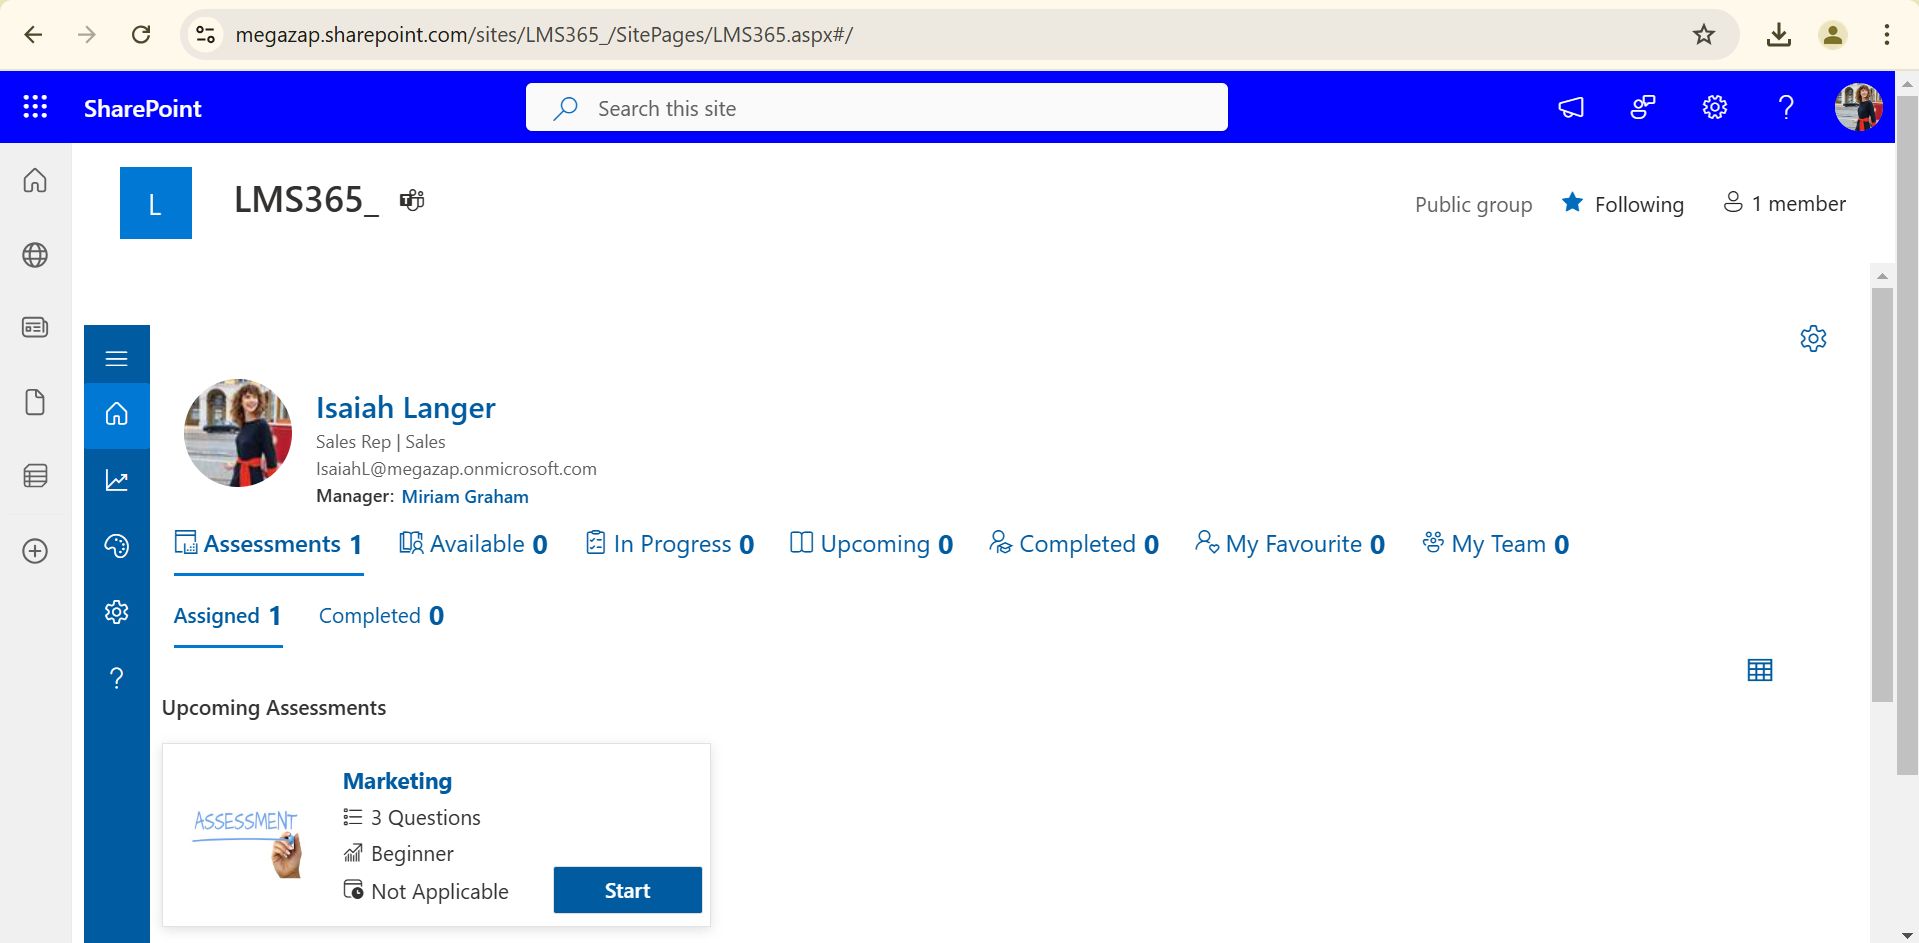 megazap.sharepoint.com/sites/LMS365_/SitePages/LMS365.aspx#/
SharePoint
Search this site
L
LMS365_
Public group
Following
1 member
Isaiah Langer
Sales Rep | Sales
IsaiahL@megazap.onmicrosoft.com
Manager: Miriam Graham
Assessments 1
Available 0
In Progress 0
Upcoming 0
Completed 0
My Favourite 0
My Team 0
Assigned 1
Completed 0
Upcoming Assessments
ASSESSMENT
Marketing
3 Questions
Beginner
Not Applicable
Start